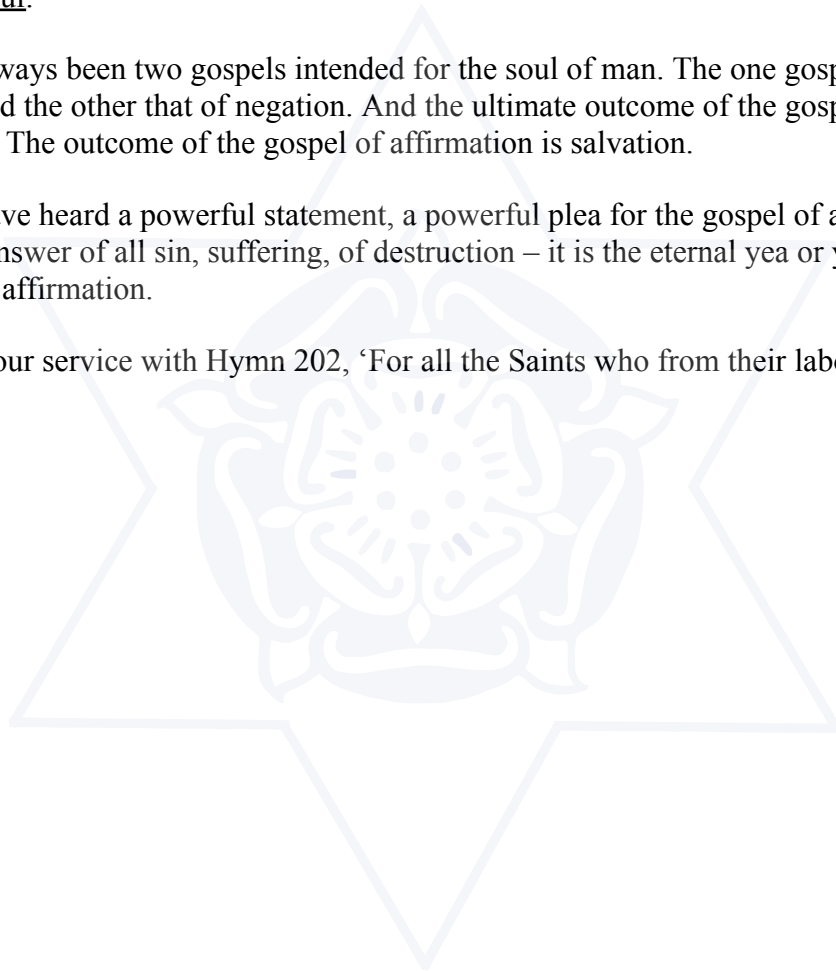 ur.
ways been two gospels intended for the soul of man. The one gosp
d the other that of negation. And the ultimate outcome of the gosp
. The outcome of the gospel of affirmation is salvation.
ve heard a powerful statement, a powerful plea for the gospel of a
nswer of all sin, suffering, of destruction – it is the eternal yea or y
affirmation.
our service with Hymn 202, ‘For all the Saints who from their labo